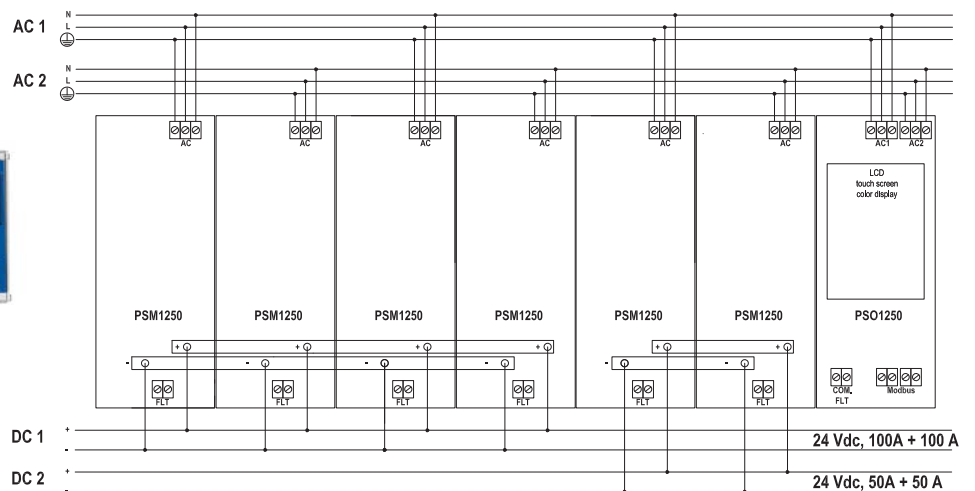 N
AC 1 L
N
AC 2 L
AC AC AC AC AC AC AC1 AC2
LCD
touch screen
color display
PSM1250 PSM1250 PSM1250 PSM1250 PSM1250 PSM1250 PSO1250
+ + + + + +
- - - - - -
FLT FLT FLT FLT FLT FLT COM. Modbus
FLT
DC 1 +
- 24 Vdc, 100A + 100 A
DC 2 +
- 24 Vdc, 50A + 50 A